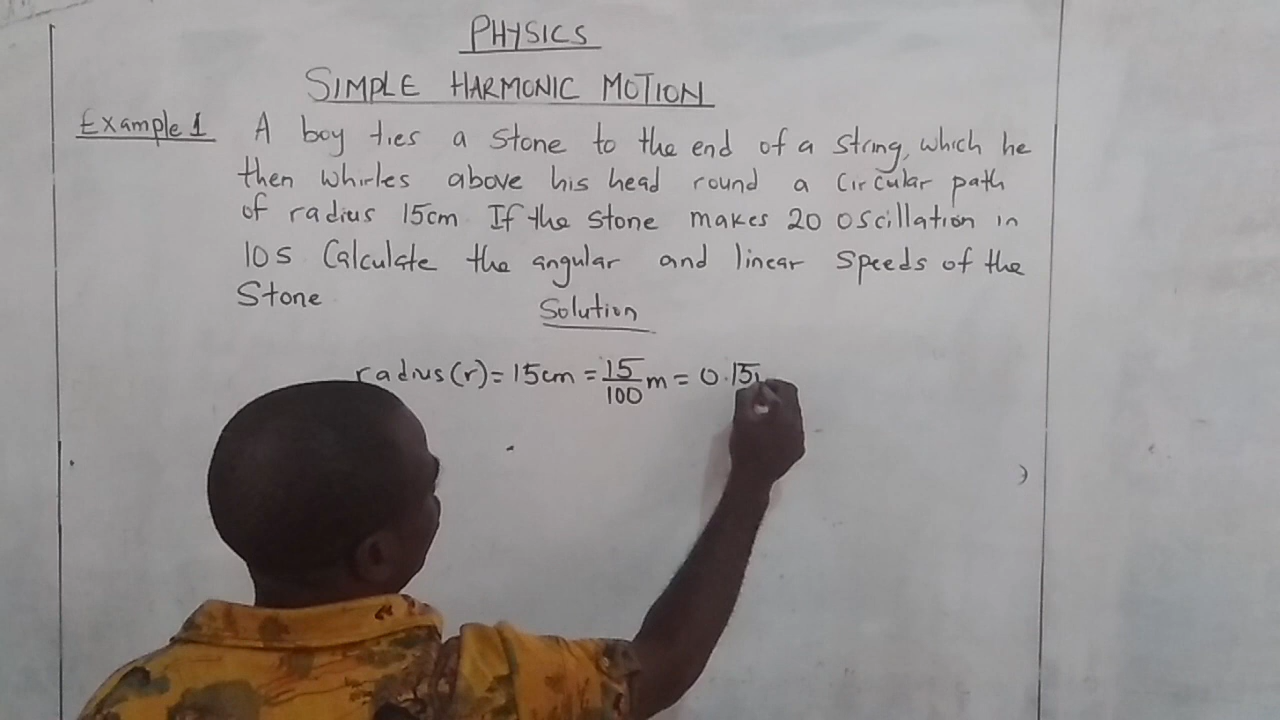 PHYSICS
SIMPLE HARMONIC MOTION
Example 1 A boy ties a stone to the end of a string, which he
then whirles above his head round a circular path
of radius 15cm. If the stone makes 20 oscillation in
10s Calculate the angular and linear speeds of the
Stone
Solution
radius(r) = 15cm = 15/100 m = 0.15